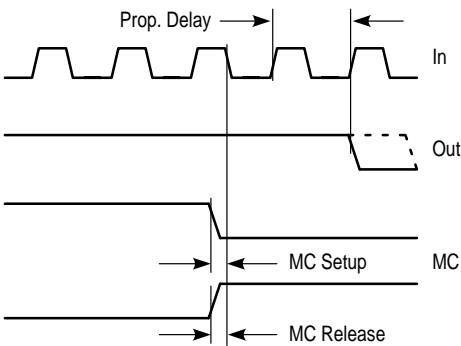 Prop. Delay
In
Out
MC Setup
MC
MC Release